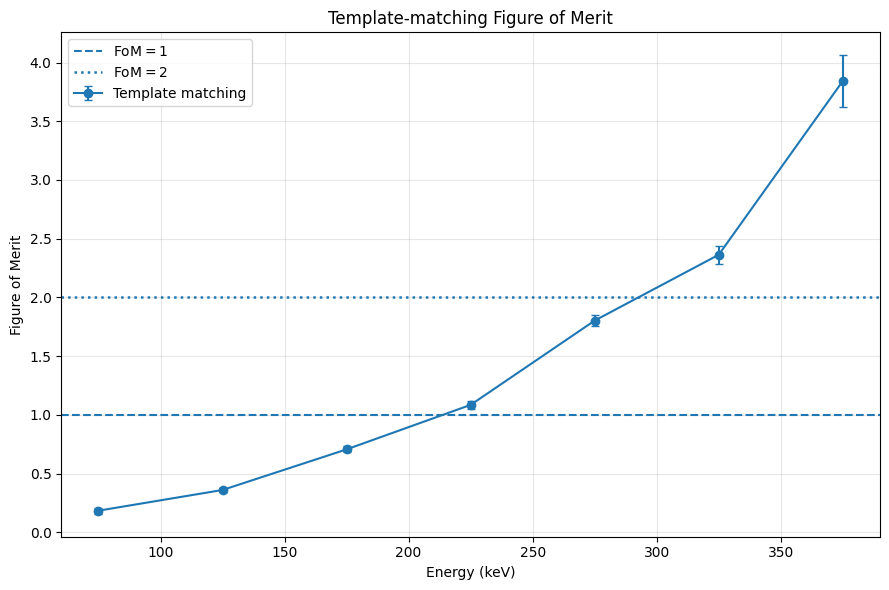 Template-matching Figure of Merit
FoM = 1
FoM = 2
Template matching
Figure of Merit
4.0
3.5
3.0
2.5
2.0
1.5
1.0
0.5
0.0
100 150 200 250 300 350
Energy (keV)